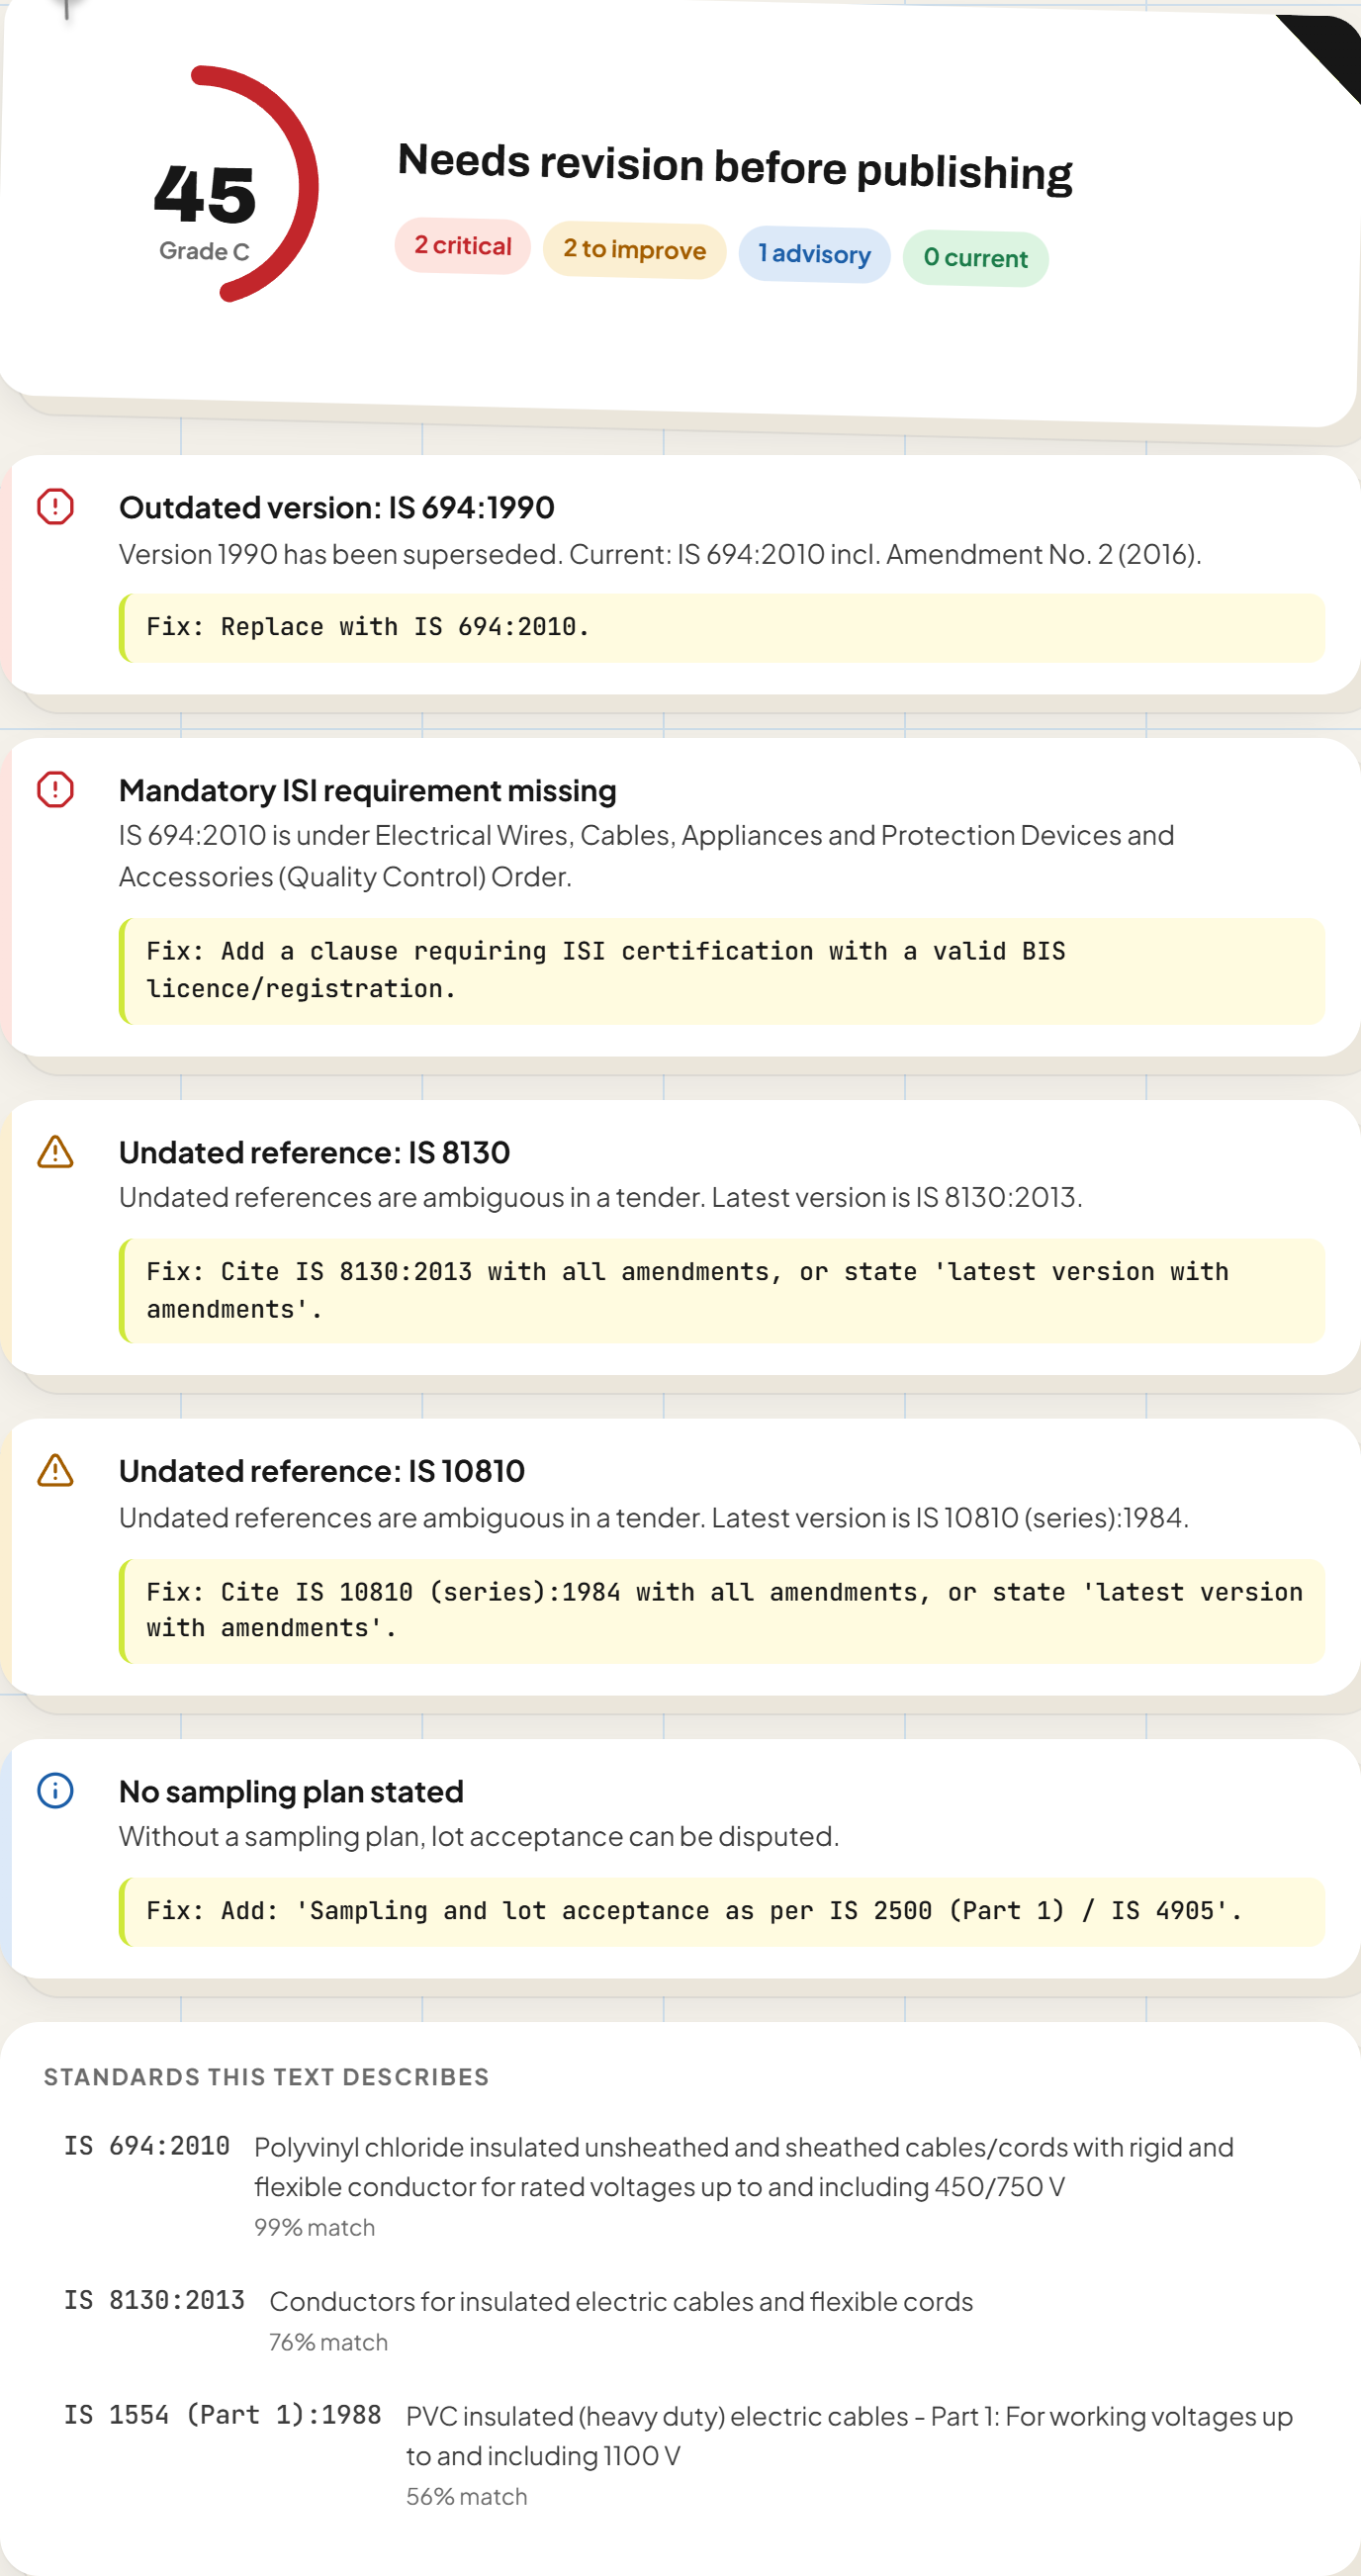 45
Grade C
Needs revision before publishing
2 critical
2 to improve
1 advisory
0 current
Outdated version: IS 694:1990
Version 1990 has been superseded. Current: IS 694:2010 incl. Amendment No. 2 (2016).
Fix: Replace with IS 694:2010.
Mandatory ISI requirement missing
IS 694:2010 is under Electrical Wires, Cables, Appliances and Protection Devices and
Accessories (Quality Control) Order.
Fix: Add a clause requiring ISI certification with a valid BIS
licence/registration.
Undated reference: IS 8130
Undated references are ambiguous in a tender. Latest version is IS 8130:2013.
Fix: Cite IS 8130:2013 with all amendments, or state 'latest version with
amendments'.
Undated reference: IS 10810
Undated references are ambiguous in a tender. Latest version is IS 10810 (series):1984.
Fix: Cite IS 10810 (series):1984 with all amendments, or state 'latest version
with amendments'.
No sampling plan stated
Without a sampling plan, lot acceptance can be disputed.
Fix: Add: 'Sampling and lot acceptance as per IS 2500 (Part 1) / IS 4905'.
STANDARDS THIS TEXT DESCRIBES
IS 694:2010 Polyvinyl chloride insulated unsheathed and sheathed cables/cords with rigid and
flexible conductor for rated voltages up to and including 450/750 V
99% match
IS 8130:2013 Conductors for insulated electric cables and flexible cords
76% match
IS 1554 (Part 1):1988 PVC insulated (heavy duty) electric cables - Part 1: For working voltages up
to and including 1100 V
56% match